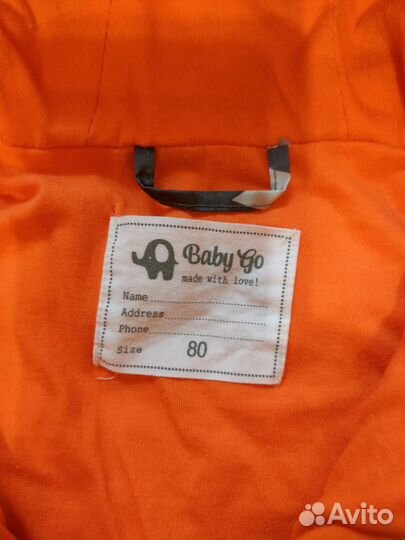 Baby Go
made with love!
Name
Address
Phone
Size 80
Avito